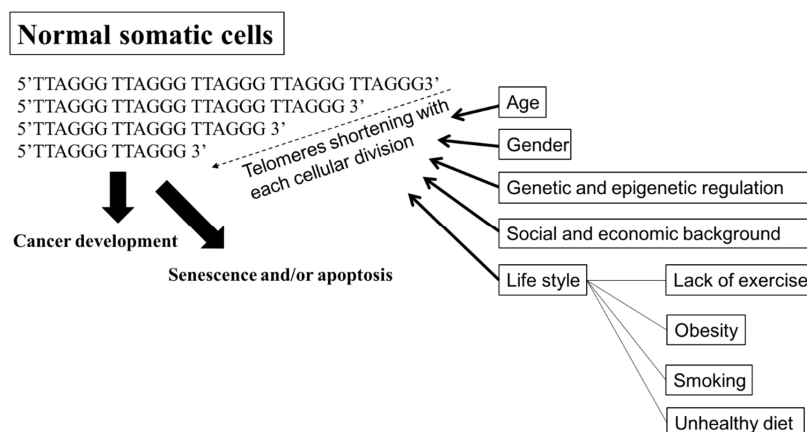 Normal somatic cells
5’TTAGGG TTAGGG TTAGGG TTAGGG TTAGGG3’
5’TTAGGG TTAGGG TTAGGG TTAGGG 3’
5’TTAGGG TTAGGG TTAGGG 3’
5’TTAGGG TTAGGG 3’
Telomeres shortening with
each cellular division
Cancer development
Senescence and/or apoptosis
Age
Gender
Genetic and epigenetic regulation
Social and economic background
Life style
Lack of exercise
Obesity
Smoking
Unhealthy diet